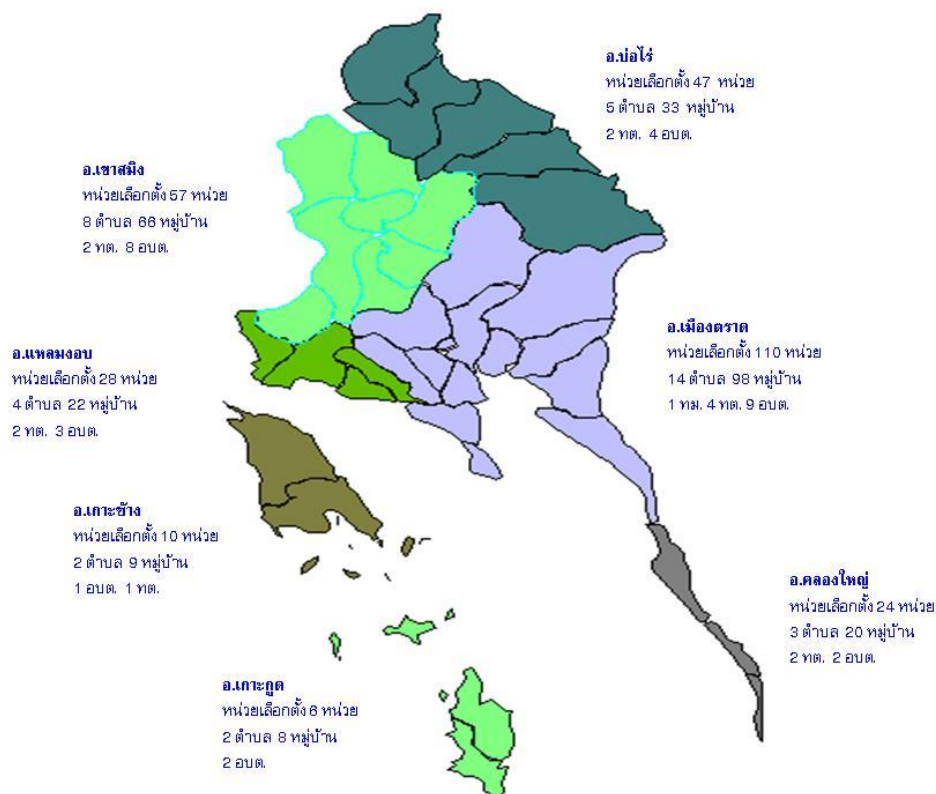 อ.บ่อไร่
หน่วยเลือกตั้ง 47 หน่วย
5 ตำบล 33 หมู่บ้าน
2 ทต. 4 อบต.
อ.เขาสมิง
หน่วยเลือกตั้ง 57 หน่วย
8 ตำบล 66 หมู่บ้าน
2 ทต. 8 อบต.
อ.เมืองตราด
หน่วยเลือกตั้ง 110 หน่วย
14 ตำบล 98 หมู่บ้าน
1 ทม. 4 ทต. 9 อบต.
อ.แหลมงอบ
หน่วยเลือกตั้ง 28 หน่วย
4 ตำบล 22 หมู่บ้าน
2 ทต. 3 อบต.
อ.เกาะช้าง
หน่วยเลือกตั้ง 10 หน่วย
2 ตำบล 9 หมู่บ้าน
1 อบต. 1 ทต.
อ.คลองใหญ่
หน่วยเลือกตั้ง 24 หน่วย
3 ตำบล 20 หมู่บ้าน
2 ทต. 2 อบต.
อ.เกาะกูด
หน่วยเลือกตั้ง 6 หน่วย
2 ตำบล 8 หมู่บ้าน
2 อบต.